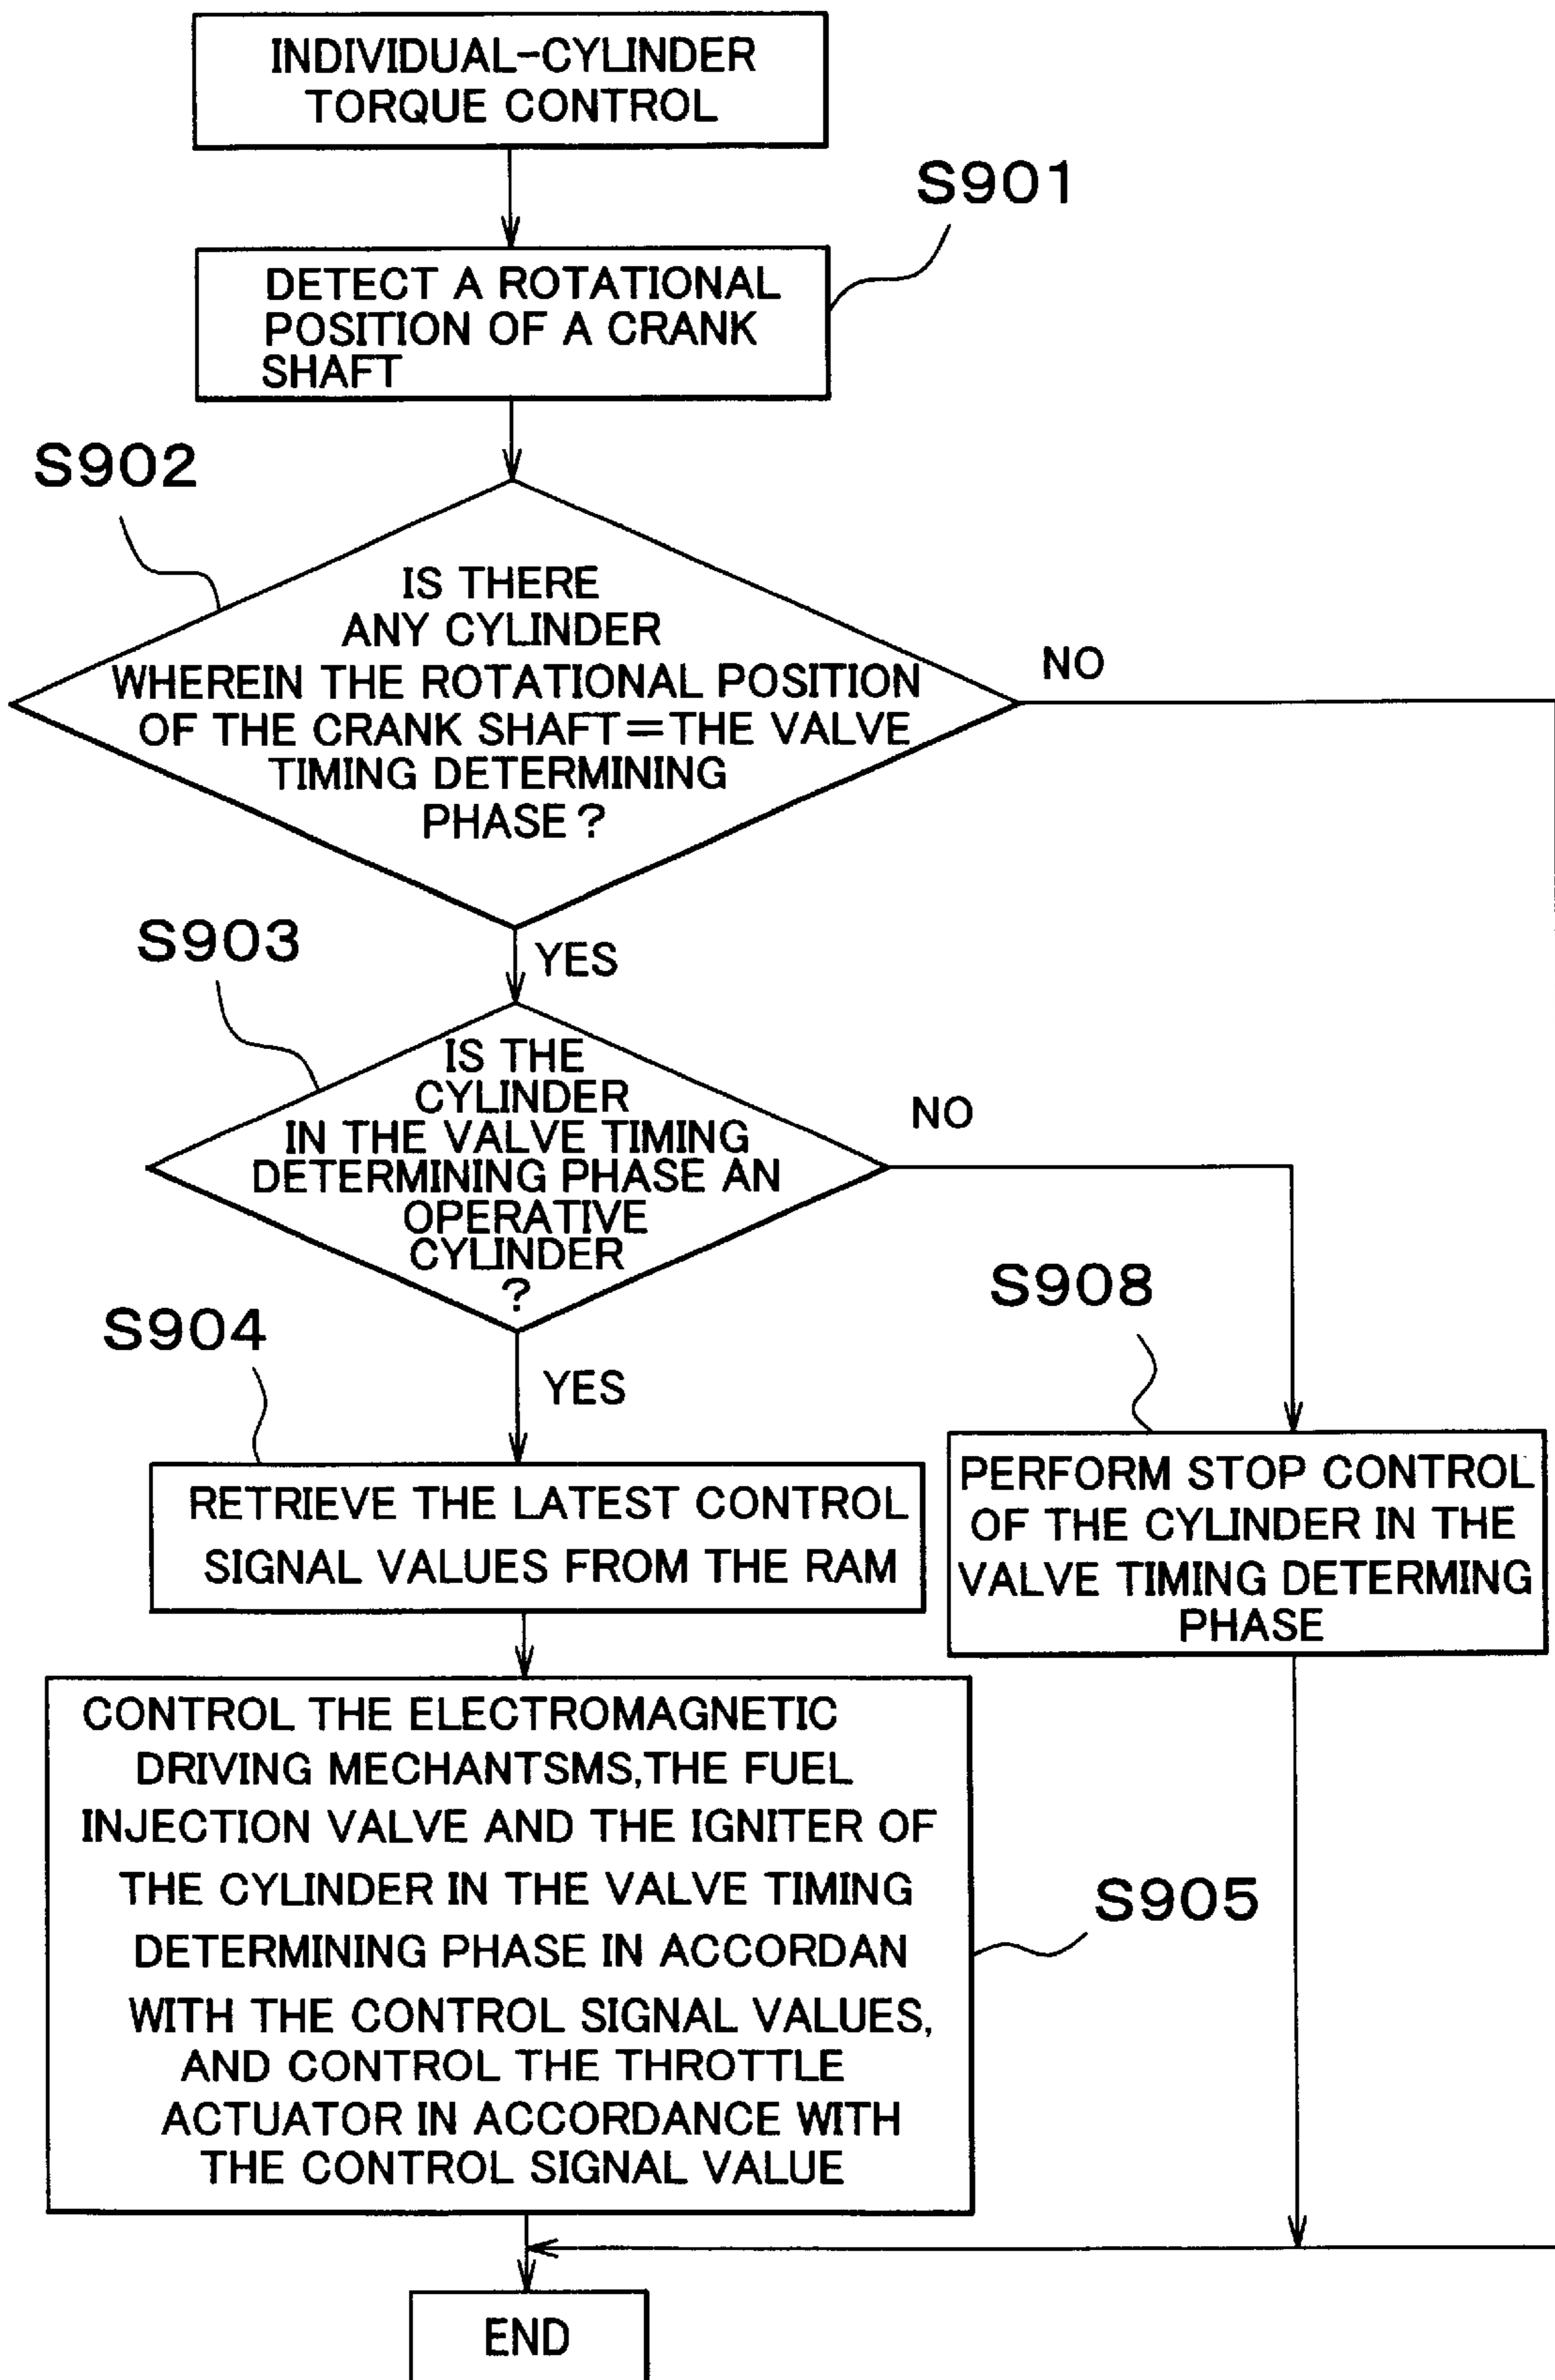 INDIVIDUAL-CYLINDER
TORQUE CONTROL
S901
DETECT A ROTATIONAL
POSITION OF A CRANK
SHAFT
S902
IS THERE
ANY CYLINDER
WHEREIN THE ROTATIONAL POSITION
OF THE CRANK SHAFT=THE VALVE
TIMING DETERMINING
PHASE?
NO
S903
YES
IS THE
CYLINDER
IN THE VALVE TIMING
DETERMINING PHASE AN
OPERATIVE
CYLINDER
?
NO
S908
S904
YES
RETRIEVE THE LATEST CONTROL
SIGNAL VALUES FROM THE RAM
PERFORM STOP CONTROL
OF THE CYLINDER IN THE
VALVE TIMING DETERMING
PHASE
CONTROL THE ELECTROMAGNETIC
DRIVING MECHANTSMS,THE FUEL
INJECTION VALVE AND THE IGNITER OF
THE CYLINDER IN THE VALVE TIMING
DETERMINING PHASE IN ACCORDAN
WITH THE CONTROL SIGNAL VALUES,
AND CONTROL THE THROTTLE
ACTUATOR IN ACCORDANCE WITH
THE CONTROL SIGNAL VALUE
S905
END